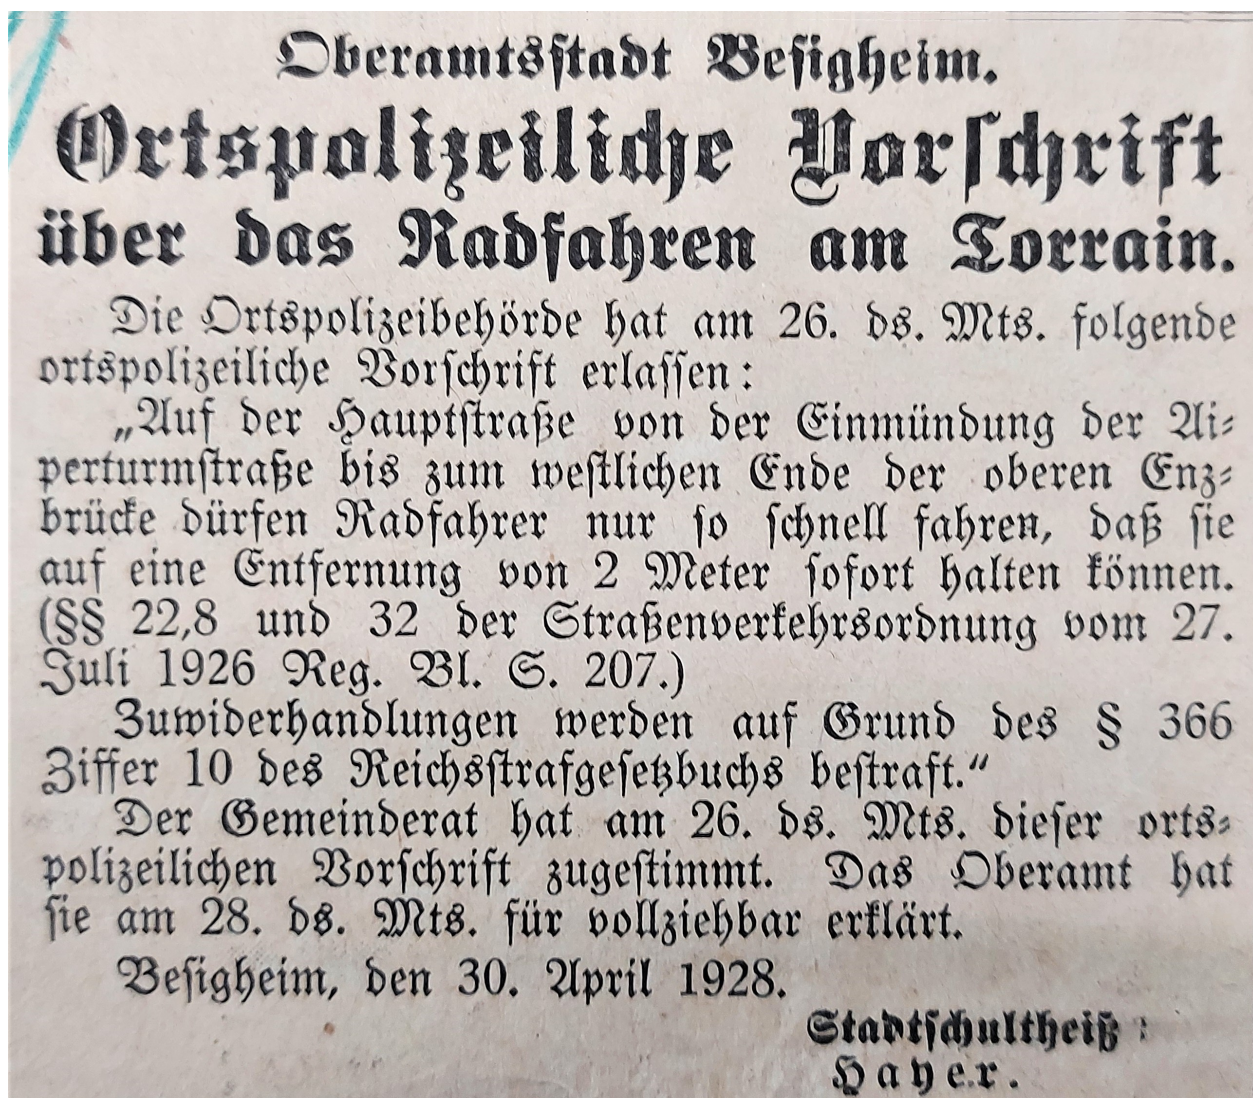 Oberamtsstadt Besigheim.
Ortspolizeiliche Vorschrift
über das Radfahren am Torrain.
Die Ortspolizeibehörde hat am 26. ds. Mts. folgende
ortspolizeiliche Vorschrift erlassen:
„Auf der Hauptstraße von der Einmündung der Ai-
perturmstraße bis zum westlichen Ende der oberen Enz-
brücke dürfen Radfahrer nur so schnell fahren, daß sie
auf eine Entfernung von 2 Meter sofort halten können.
(§§ 22,8 und 32 der Straßenverkehrsordnung vom 27.
Juli 1926 Reg. Bl. S. 207.)
Zuwiderhandlungen werden auf Grund des § 366
Ziffer 10 des Reichsstrafgesetzbuchs bestraft.“
Der Gemeinderat hat am 26. ds. Mts. dieser orts-
polizeilichen Vorschrift zugestimmt. Das Oberamt hat
sie am 28. ds. Mts. für vollziehbar erklärt.
Besigheim, den 30. April 1928.
Stadtschultheiß:
Hayer.